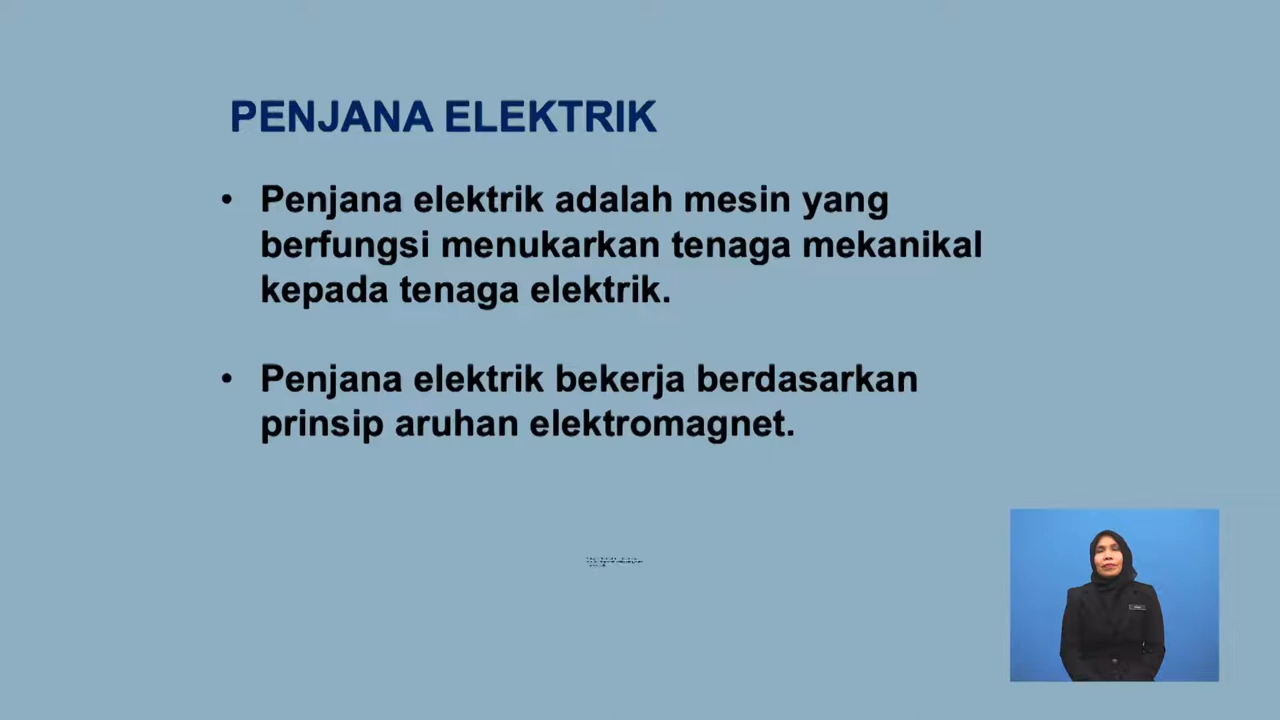 PENJANA ELEKTRIK
• Penjana elektrik adalah mesin yang
berfungsi menukarkan tenaga mekanikal
kepada tenaga elektrik.
• Penjana elektrik bekerja berdasarkan
prinsip aruhan elektromagnet.